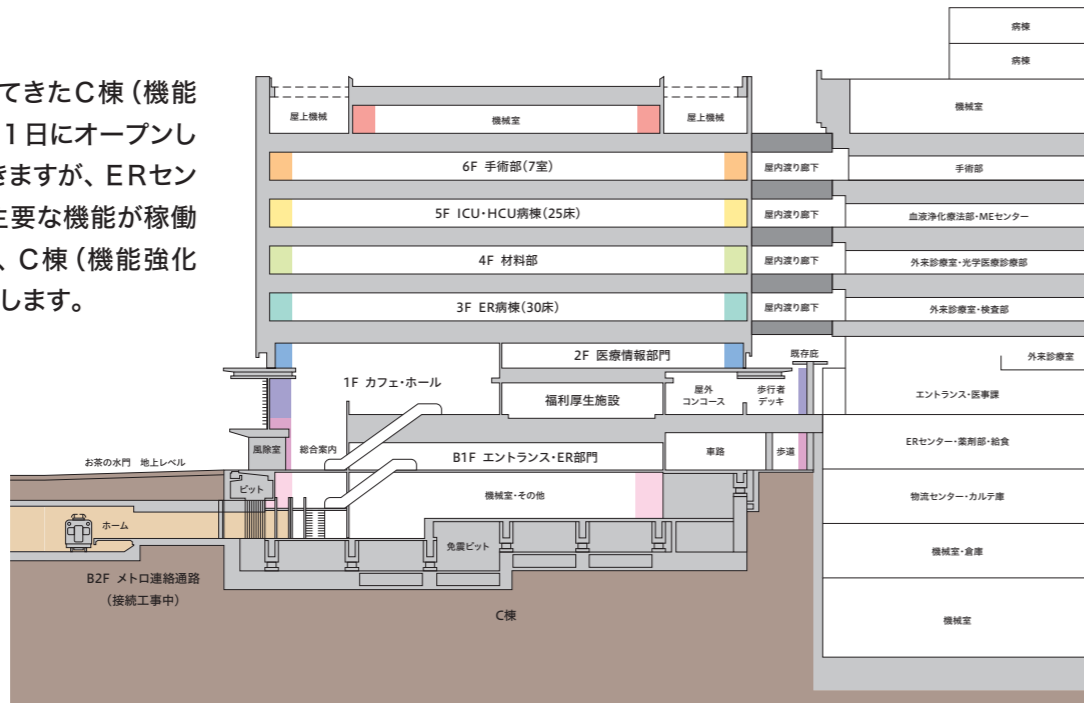 てきたC棟（機能
1日にオープンし
きますが、ERセン
主要な機能が稼働
、C棟（機能強化
します。
病棟
病棟
屋上機械
機械室
屋上機械
機械室
6F 手術部(7室)
屋内渡り廊下
手術部
5F ICU・HCU病棟(25床)
屋内渡り廊下
血液浄化療法部・MEセンター
4F 材料部
屋内渡り廊下
外来診療室・光学医療診療部
3F ER病棟(30床)
屋内渡り廊下
外来診療室・検査部
2F 医療情報部門
既存庇
外来診療室
1F カフェ・ホール
福利厚生施設
屋外
コンコース
歩行者
デッキ
エントランス・医事課
風除室
総合案内
B1F エントランス・ER部門
車路
歩道
ERセンター・薬剤部・給食
お茶の水門 地上レベル
ピット
機械室・その他
物流センター・カルテ庫
ホーム
免震ピット
機械室・倉庫
B2F メトロ連絡通路
(接続工事中)
C棟
機械室